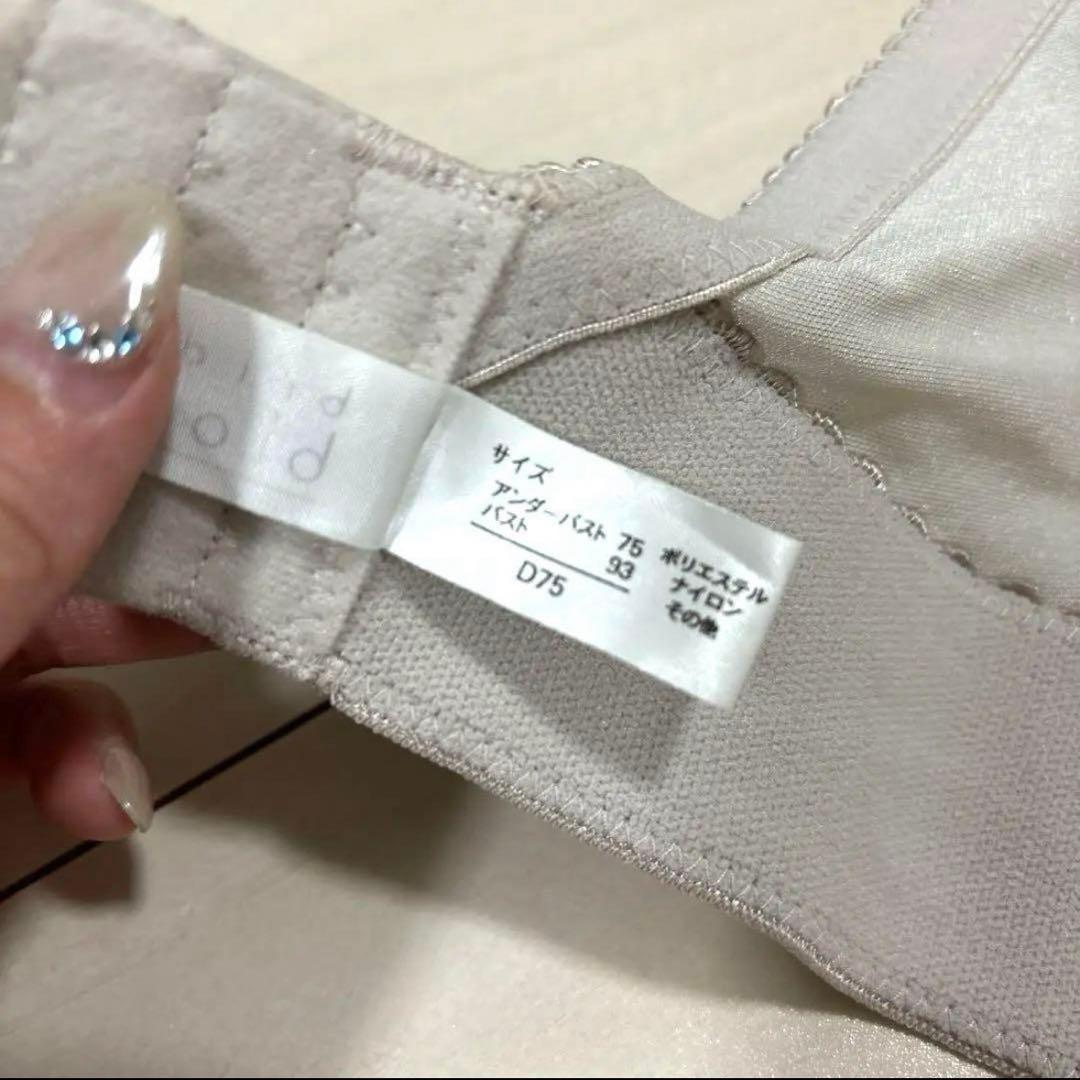 サイズ
アンダーバスト 75
バスト 93
D75
ポリエステル
ナイロン
その他